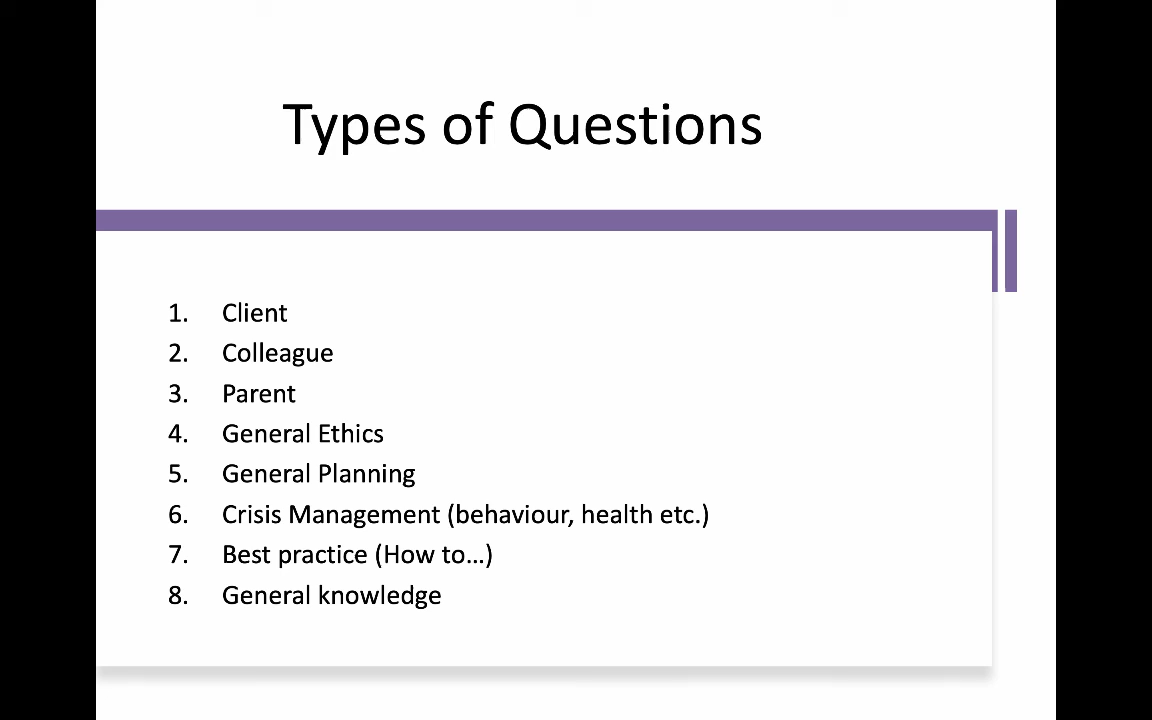 Types of Questions
1. Client
2. Colleague
3. Parent
4. General Ethics
5. General Planning
6. Crisis Management (behaviour, health etc.)
7. Best practice (How to…)
8. General knowledge